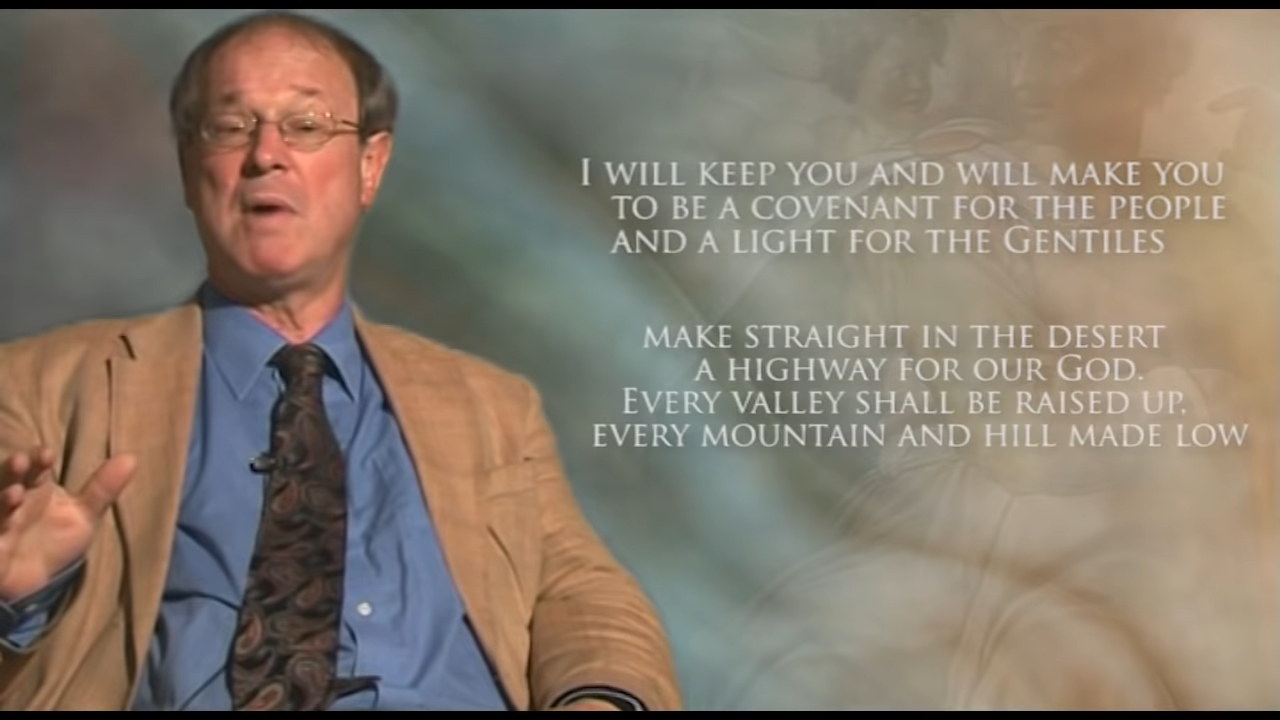 I will keep you and will make you
to be a covenant for the people
and a light for the Gentiles
make straight in the desert
a highway for our God.
Every valley shall be raised up,
every mountain and hill made low